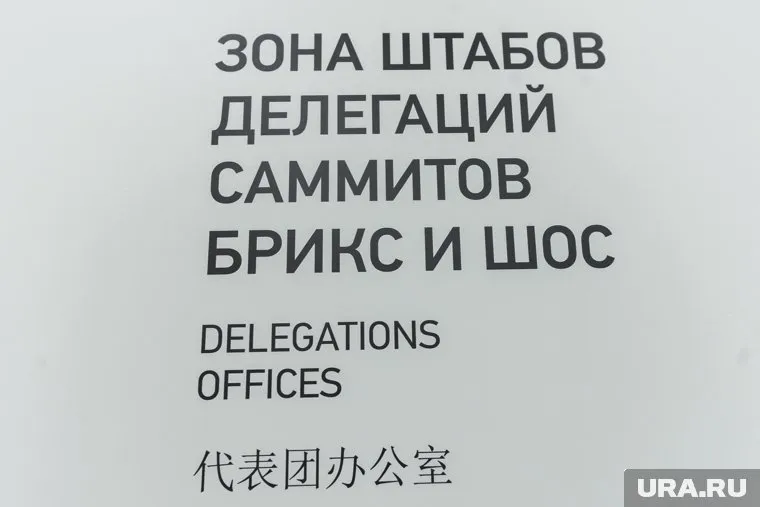 ЗОНА ШТАБОВ
ДЕЛЕГАЦИЙ
САММИТОВ
БРИКС И ШОС
DELEGATIONS
OFFICES
代表团办公室
URA.RU